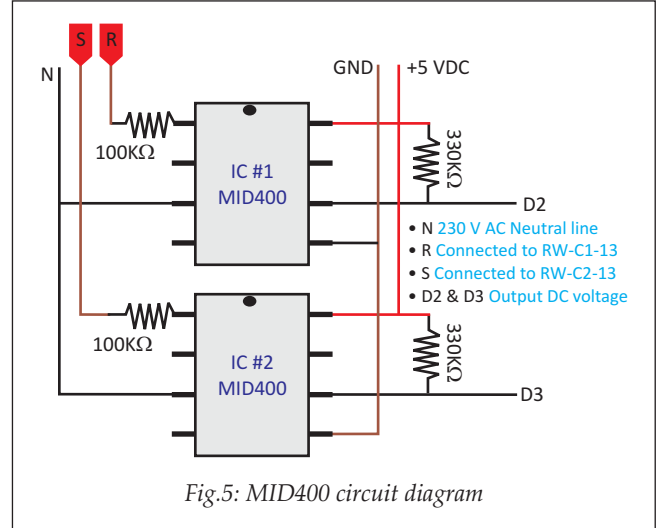 S R
N
GND
+5 VDC
100KΩ
IC #1
MID400
330KΩ
D2
• N 230 V AC Neutral line
• R Connected to RW-C1-13
• S Connected to RW-C2-13
• D2 & D3 Output DC voltage
100KΩ
IC #2
MID400
330KΩ
D3
Fig.5: MID400 circuit diagram